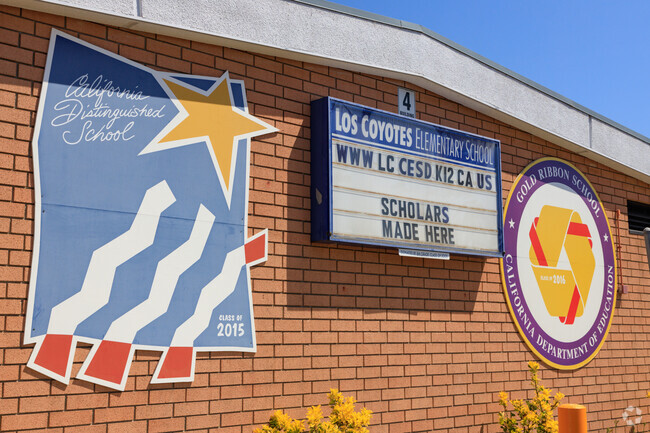 California
Distinguished
School
CLASS OF
2015
4
LOS COYOTES ELEMENTARY SCHOOL
WWW LC CESD K12 CA US
SCHOLARS
MADE HERE
GOLD RIBBON SCHOOL
CLASS OF
2016
CALIFORNIA DEPARTMENT OF EDUCATION